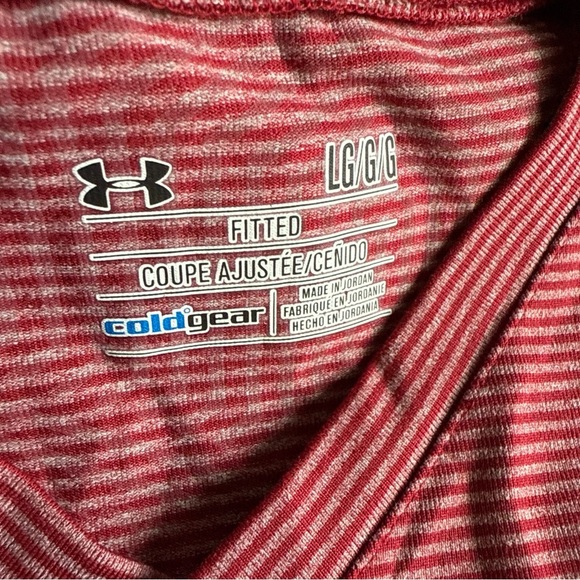 LG/G/G
FITTED
COUPE AJUSTÉE/CEÑIDO
coldgear
MADE IN JORDAN
FABRIQUÉ EN JORDANIE
HECHO EN JORDANIA